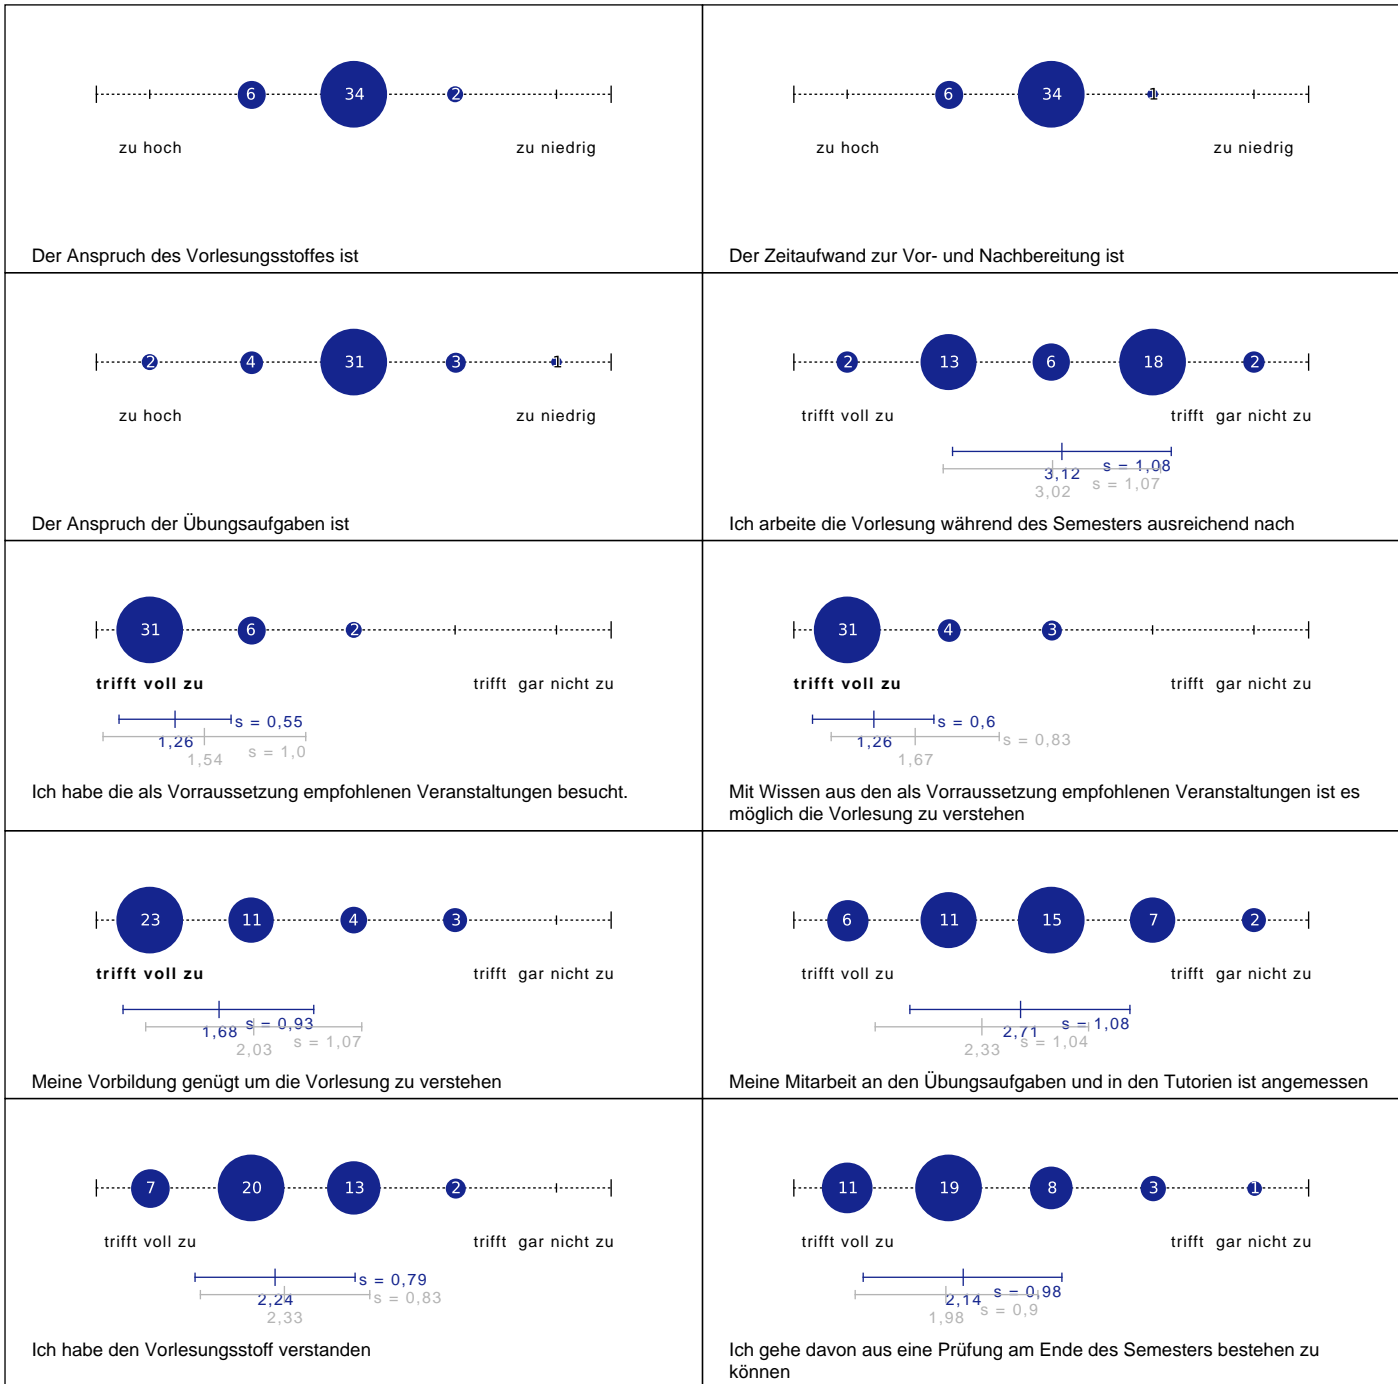 6 34 2
zu hoch zu niedrig
Der Anspruch des Vorlesungsstoffes ist
6 34 1
zu hoch zu niedrig
Der Zeitaufwand zur Vor- und Nachbereitung ist
2 4 31 3 1
zu hoch zu niedrig
Der Anspruch der Übungsaufgaben ist
2 13 6 18 2
trifft voll zu trifft gar nicht zu
3,12 s = 1,08
3,02 s = 1,07
Ich arbeite die Vorlesung während des Semesters ausreichend nach
31 6 2
trifft voll zu trifft gar nicht zu
1,26 s = 0,55
1,54 s = 1,0
Ich habe die als Vorraussetzung empfohlenen Veranstaltungen besucht.
31 4 3
trifft voll zu trifft gar nicht zu
1,26 s = 0,6
1,67 s = 0,83
Mit Wissen aus den als Vorraussetzung empfohlenen Veranstaltungen ist es
möglich die Vorlesung zu verstehen
23 11 4 3
trifft voll zu trifft gar nicht zu
1,68 s = 0,93
2,03 s = 1,07
Meine Vorbildung genügt um die Vorlesung zu verstehen
6 11 15 7 2
trifft voll zu trifft gar nicht zu
2,71 s = 1,08
2,33 s = 1,04
Meine Mitarbeit an den Übungsaufgaben und in den Tutorien ist angemessen
7 20 13 2
trifft voll zu trifft gar nicht zu
2,24 s = 0,79
2,33 s = 0,83
Ich habe den Vorlesungsstoff verstanden
11 19 8 3 1
trifft voll zu trifft gar nicht zu
2,14 s = 0,98
1,98 s = 0,9
Ich gehe davon aus eine Prüfung am Ende des Semesters bestehen zu
können